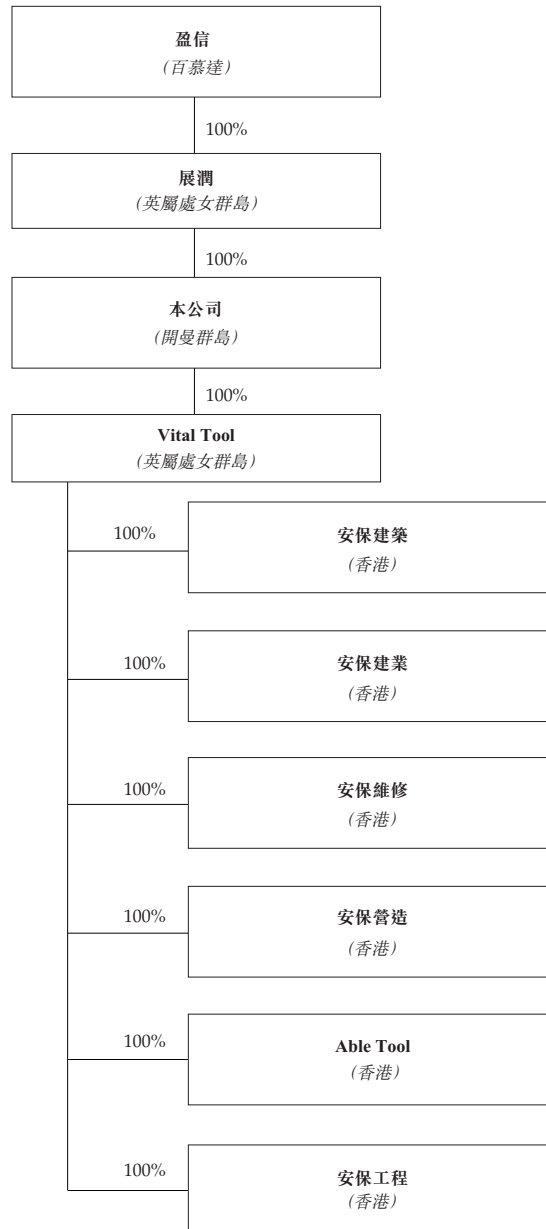 盈信
(百慕達)
100%
展潤
(英屬處女群島)
100%
本公司
(開曼群島)
100%
Vital Tool
(英屬處女群島)
100%
安保建築
(香港)
100%
安保建業
(香港)
100%
安保維修
(香港)
100%
安保營造
(香港)
100%
Able Tool
(香港)
100%
安保工程
(香港)